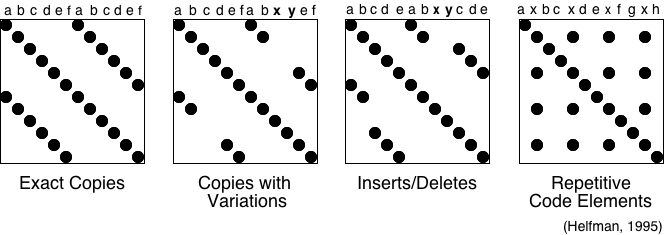 a b c d e f a b c d e f
a b c d e f a b x y e f
a b c d e a b x y c d e
a x b c x d e x f g x h
Exact Copies
Copies with
Variations
Inserts/Deletes
Repetitive
Code Elements
(Helfman, 1995)